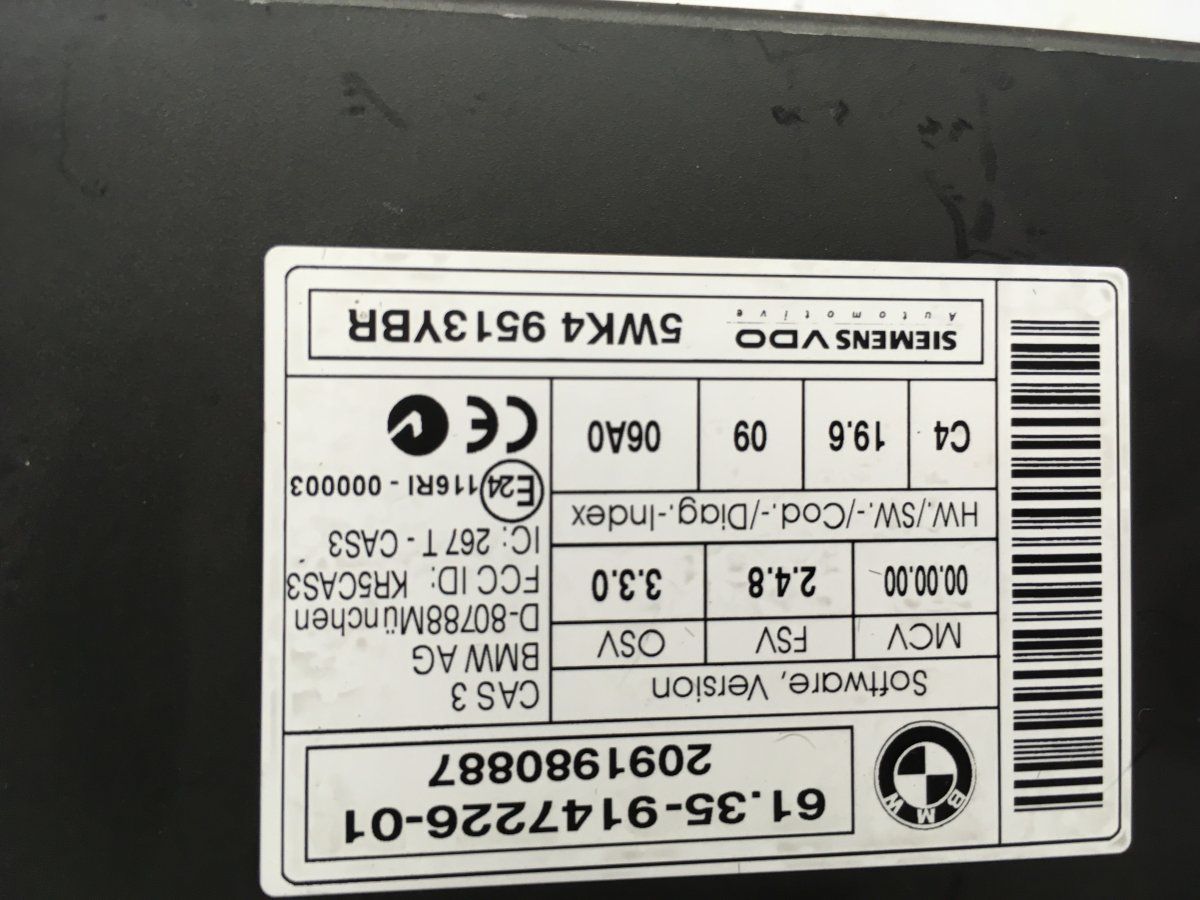 BMW
61.35-9147226-01
2091980887
Software, Version
MCV FSV OSV
00.00.00 2.4.8 3.3.0
HW./SW.-/Cod.-/Diag.-Index
C4 19.6 09 06A0
CAS 3
BMW AG
D-80788München
FCC ID: KR5CAS3
IC: 267T - CAS3
E24 116RI - 000003
CE
SIEMENS VDO 5WK4 9513YBR
Automotive